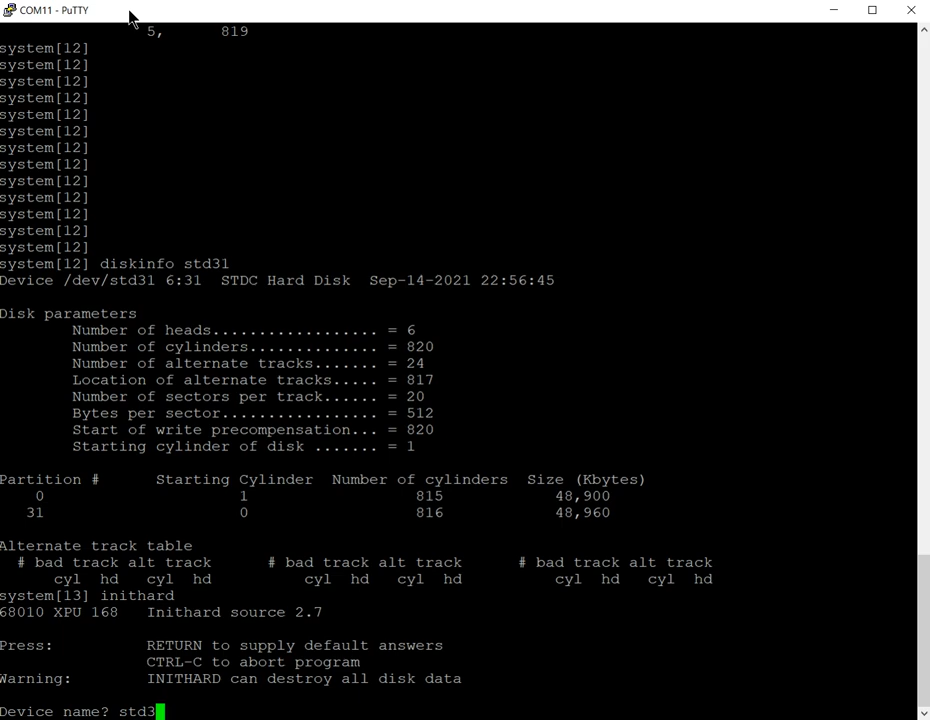 COM11 - PuTTY
5,      819
system[12]
system[12]
system[12]
system[12]
system[12]
system[12]
system[12]
system[12]
system[12]
system[12]
system[12]
system[12]
system[12]
system[12] diskinfo std31
Device /dev/std31 6:31  STDC Hard Disk  Sep-14-2021 22:56:45
Disk parameters
Number of heads.................. = 6
Number of cylinders.............. = 820
Number of alternate tracks....... = 24
Location of alternate tracks..... = 817
Number of sectors per track...... = 20
Bytes per sector................. = 512
Start of write precompensation... = 820
Starting cylinder of disk ....... = 1
Partition #      Starting Cylinder  Number of cylinders  Size (Kbytes)
0      1      815      48,900
31      0      816      48,960
Alternate track table
# bad track alt track      # bad track alt track      # bad track alt track
cyl  hd   cyl  hd      cyl  hd   cyl  hd      cyl  hd   cyl  hd
system[13] inithard
68010 XPU 168   Inithard source 2.7
Press:          RETURN to supply default answers
CTRL-C to abort program
Warning:        INITHARD can destroy all disk data
Device name? std3